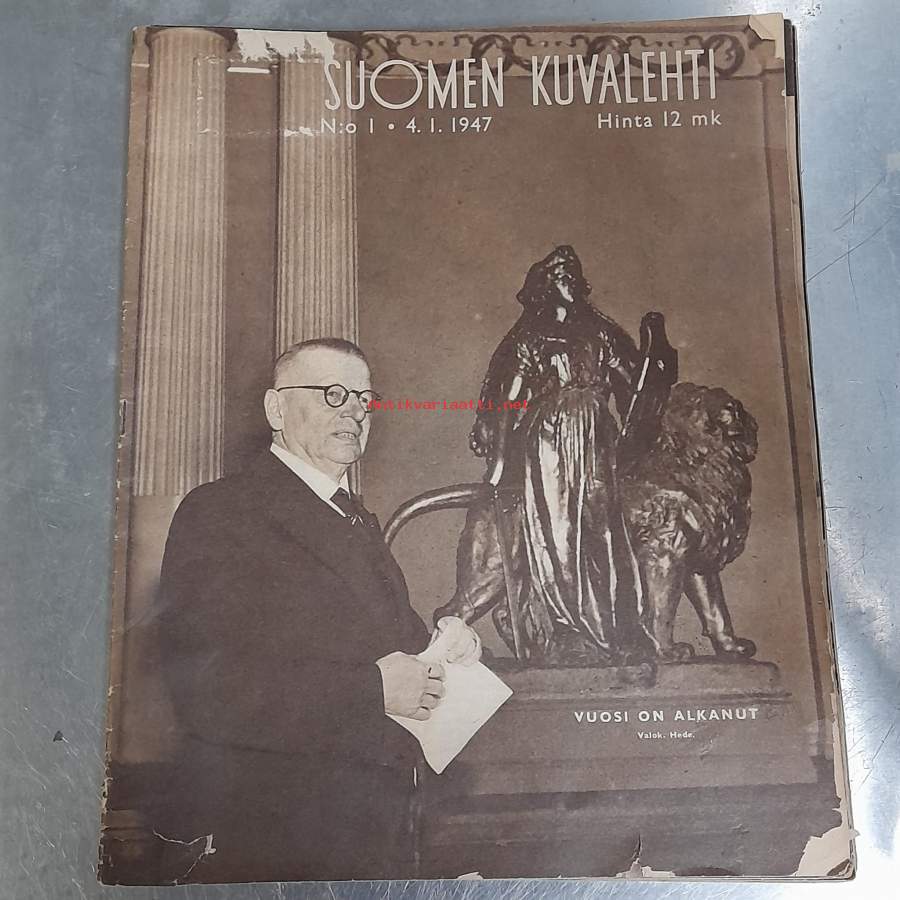 SUOMEN KUVALEHTI
N:o 1 • 4. 1. 1947 Hinta 12 mk
antikvariaatti.net
VUOSI ON ALKANUT
Valok. Hede.